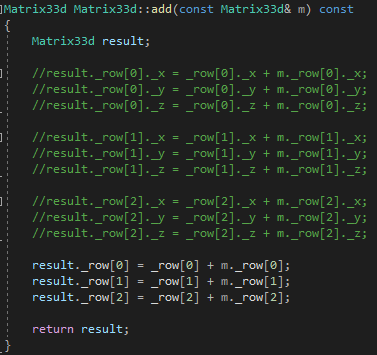 Matrix33d Matrix33d::add(const Matrix33d& m) const
{
    Matrix33d result;

    //result._row[0]._x = _row[0]._x + m._row[0]._x;
    //result._row[0]._y = _row[0]._y + m._row[0]._y;
    //result._row[0]._z = _row[0]._z + m._row[0]._z;

    //result._row[1]._x = _row[1]._x + m._row[1]._x;
    //result._row[1]._y = _row[1]._y + m._row[1]._y;
    //result._row[1]._z = _row[1]._z + m._row[1]._z;

    //result._row[2]._x = _row[2]._x + m._row[2]._x;
    //result._row[2]._y = _row[2]._y + m._row[2]._y;
    //result._row[2]._z = _row[2]._z + m._row[2]._z;

    result._row[0] = _row[0] + m._row[0];
    result._row[1] = _row[1] + m._row[1];
    result._row[2] = _row[2] + m._row[2];

    return result;
}